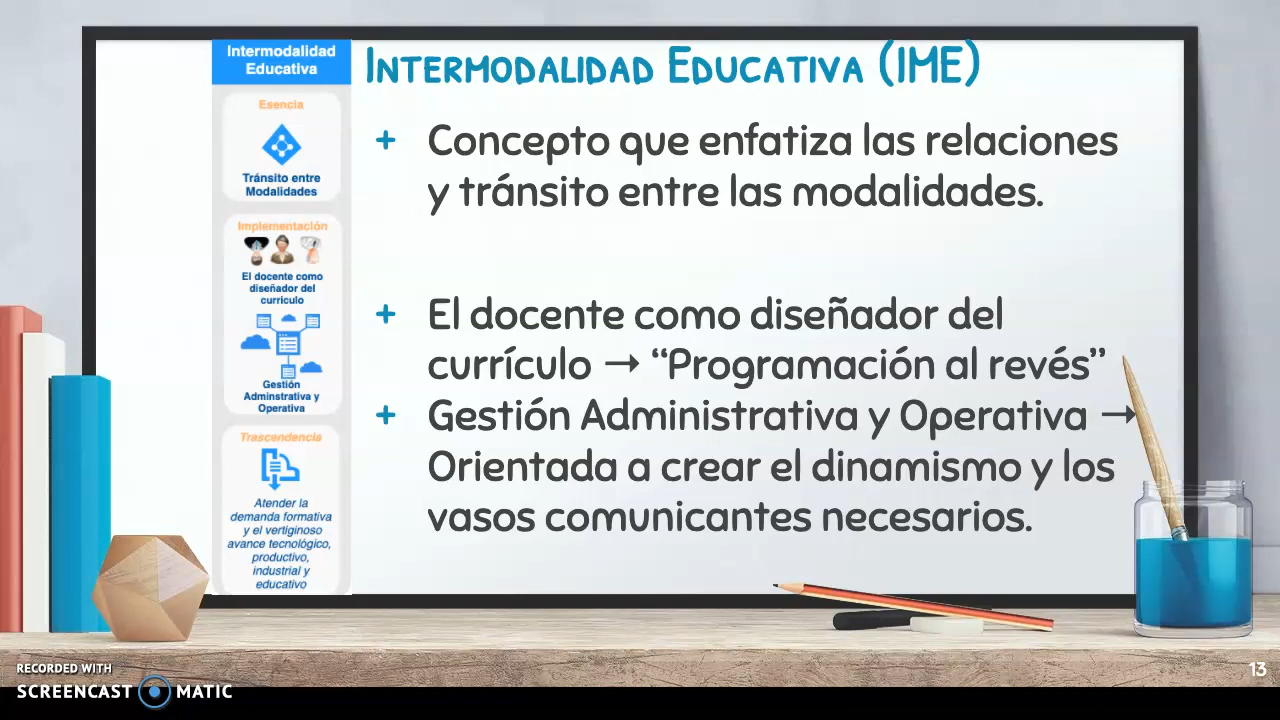 Intermodalidad
Educativa
Esencia
Tránsito entre
Modalidades
Implementación
El docente como
diseñador del
currículo
Gestión
Adminstrativa y
Operativa
Trascendencia
Atender la
demanda formativa
y el vertiginoso
avance tecnológico,
productivo,
industrial y
educativo
Intermodalidad Educativa (IME)
+ Concepto que enfatiza las relaciones
y tránsito entre las modalidades.
+ El docente como diseñador del
currículo → “Programación al revés”
+ Gestión Administrativa y Operativa →
Orientada a crear el dinamismo y los
vasos comunicantes necesarios.
13
RECORDED WITH
SCREENCAST MATIC